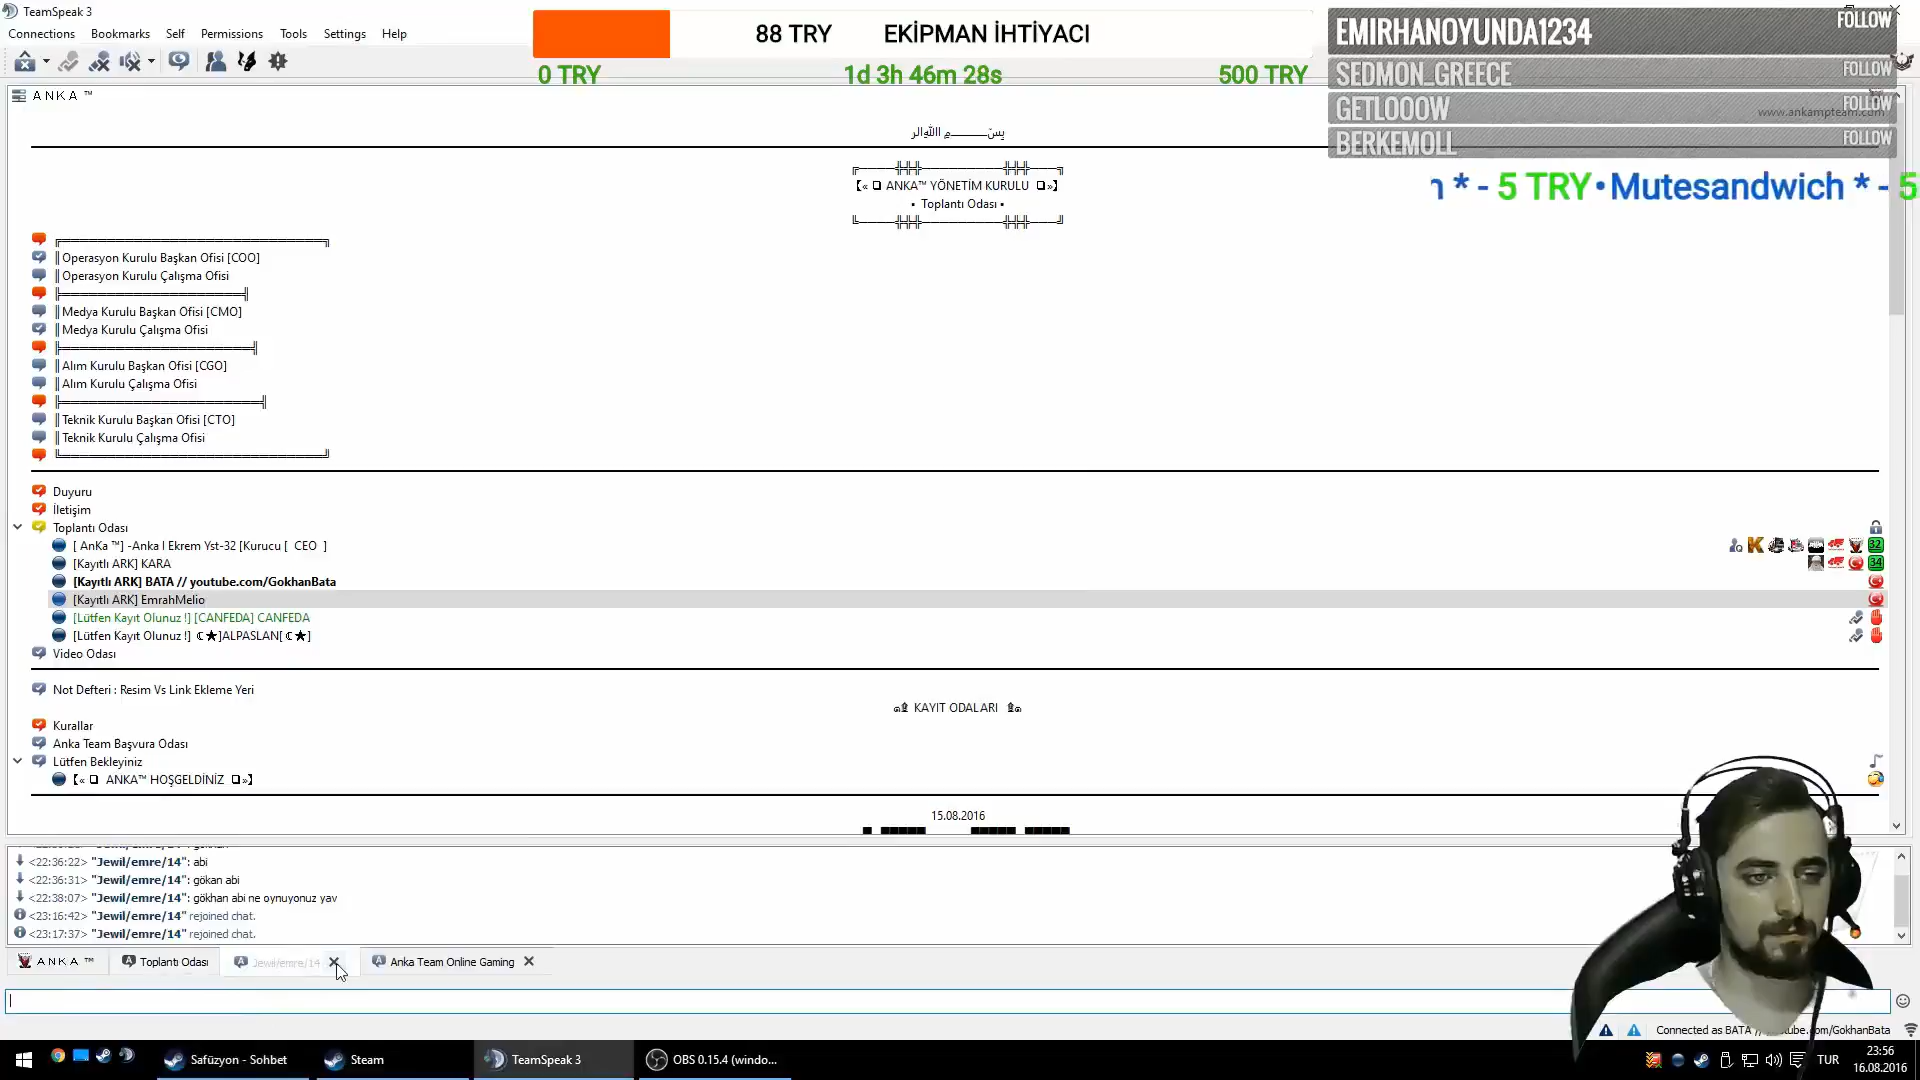 TeamSpeak 3
Connections Bookmarks Self Permissions Tools Settings Help
88 TRY EKİPMAN İHTİYACI
0 TRY 1d 3h 46m 28s 500 TRY
EMIRHANOYUNDA1234 FOLLOW
SEDMON_GREECE FOLLOW
GETLOOOW FOLLOW
www.ankampteam.com
BERKEMOLL FOLLOW
* - 5 TRY • Mutesandwich * - 5
A N K A ™
【« ❑ ANKA™ YÖNETİM KURULU ❑»】
• Toplantı Odası •
║Operasyon Kurulu Başkan Ofisi [COO]
║Operasyon Kurulu Çalışma Ofisi
║Medya Kurulu Başkan Ofisi [CMO]
║Medya Kurulu Çalışma Ofisi
║Alım Kurulu Başkan Ofisi [CGO]
║Alım Kurulu Çalışma Ofisi
║Teknik Kurulu Başkan Ofisi [CTO]
║Teknik Kurulu Çalışma Ofisi
Duyuru
İletişim
Toplantı Odası
[ AnKa ™] -Anka l Ekrem Yst-32 [Kurucu [ CEO ]
[Kayıtlı ARK] KARA
[Kayıtlı ARK] BATA // youtube.com/GokhanBata
[Kayıtlı ARK] EmrahMelio
[Lütfen Kayıt Olunuz !] [CANFEDA] CANFEDA
[Lütfen Kayıt Olunuz !] ☾★]ALPASLAN[☾★]
Video Odası
Not Defteri : Resim Vs Link Ekleme Yeri
KAYIT ODALARI
Kurallar
Anka Team Başvura Odası
Lütfen Bekleyiniz
【« ❑ ANKA™ HOŞGELDİNİZ ❑»】
15.08.2016
<22:36:22> "Jewil/emre/14": abi
<22:36:31> "Jewil/emre/14": gökan abi
<22:38:07> "Jewil/emre/14": gökhan abi ne oynuyonuz yav
<23:16:42> "Jewil/emre/14" rejoined chat.
<23:17:37> "Jewil/emre/14" rejoined chat.
A N K A ™ Toplantı Odası Jewil/emre/14 Anka Team Online Gaming
Connected as BATA // youtube.com/GokhanBata
Safüzyon - Sohbet Steam TeamSpeak 3 OBS 0.15.4 (windo... TUR 23:56
16.08.2016